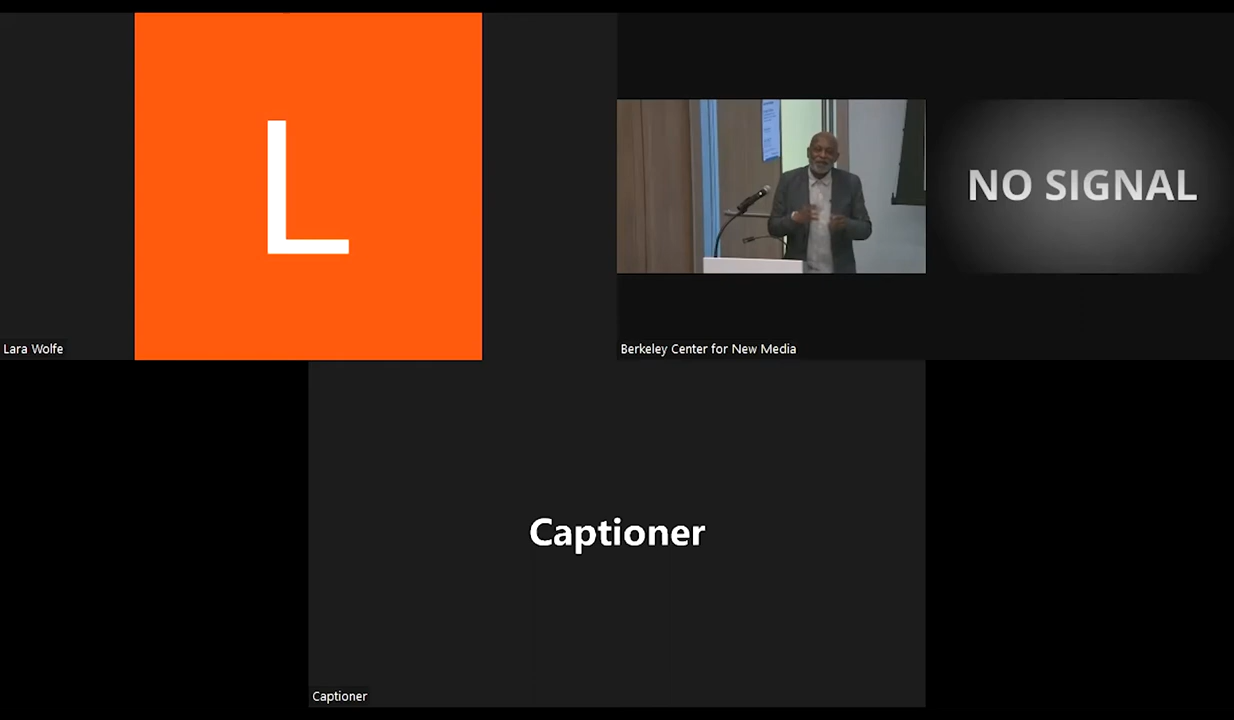 L
NO SIGNAL
Lara Wolfe
Berkeley Center for New Media
Captioner
Captioner